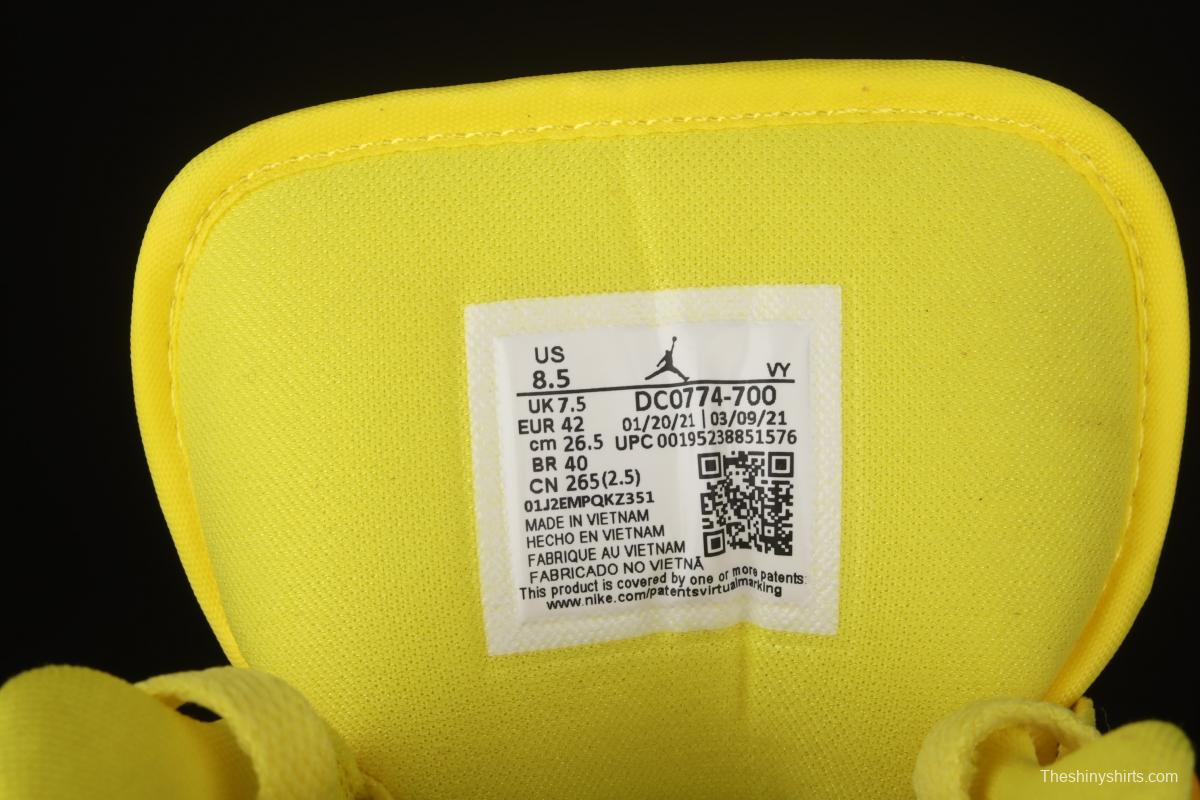 US
8.5
VY
UK 7.5
DC0774-700
EUR 42
01/20/21 | 03/09/21
cm 26.5
UPC 00195238851576
BR 40
CN 265(2.5)
01J2EMPQKZ351
MADE IN VIETNAM
HECHO EN VIETNAM
FABRIQUE AU VIETNAM
FABRICADO NO VIETNÃ
This product is covered by one or more patents:
www.nike.com/patentsvirtualmarking
Theshinyshirts.com